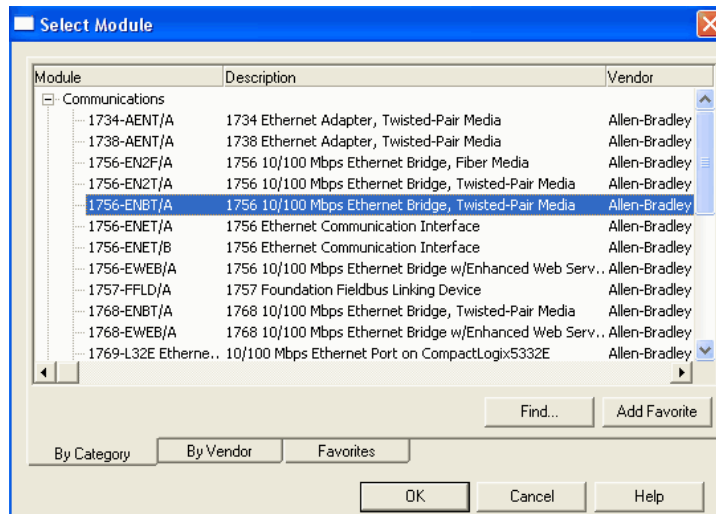 Select Module
Module Description Vendor
Communications
1734-AENT/A 1734 Ethernet Adapter, Twisted-Pair Media Allen-Bradley
1738-AENT/A 1738 Ethernet Adapter, Twisted-Pair Media Allen-Bradley
1756-EN2F/A 1756 10/100 Mbps Ethernet Bridge, Fiber Media Allen-Bradley
1756-EN2T/A 1756 10/100 Mbps Ethernet Bridge, Twisted-Pair Media Allen-Bradley
1756-ENBT/A 1756 10/100 Mbps Ethernet Bridge, Twisted-Pair Media Allen-Bradley
1756-ENET/A 1756 Ethernet Communication Interface Allen-Bradley
1756-ENET/B 1756 Ethernet Communication Interface Allen-Bradley
1756-EWEB/A 1756 10/100 Mbps Ethernet Bridge w/Enhanced Web Serv.. Allen-Bradley
1757-FFLD/A 1757 Foundation Fieldbus Linking Device Allen-Bradley
1768-ENBT/A 1768 10/100 Mbps Ethernet Bridge, Twisted-Pair Media Allen-Bradley
1768-EWEB/A 1768 10/100 Mbps Ethernet Bridge w/Enhanced Web Serv... Allen-Bradley
1769-L32E Etherne.. 10/100 Mbps Ethernet Port on CompactLogix5332E Allen-Bradley
Find... Add Favorite
By Category By Vendor Favorites
OK Cancel Help